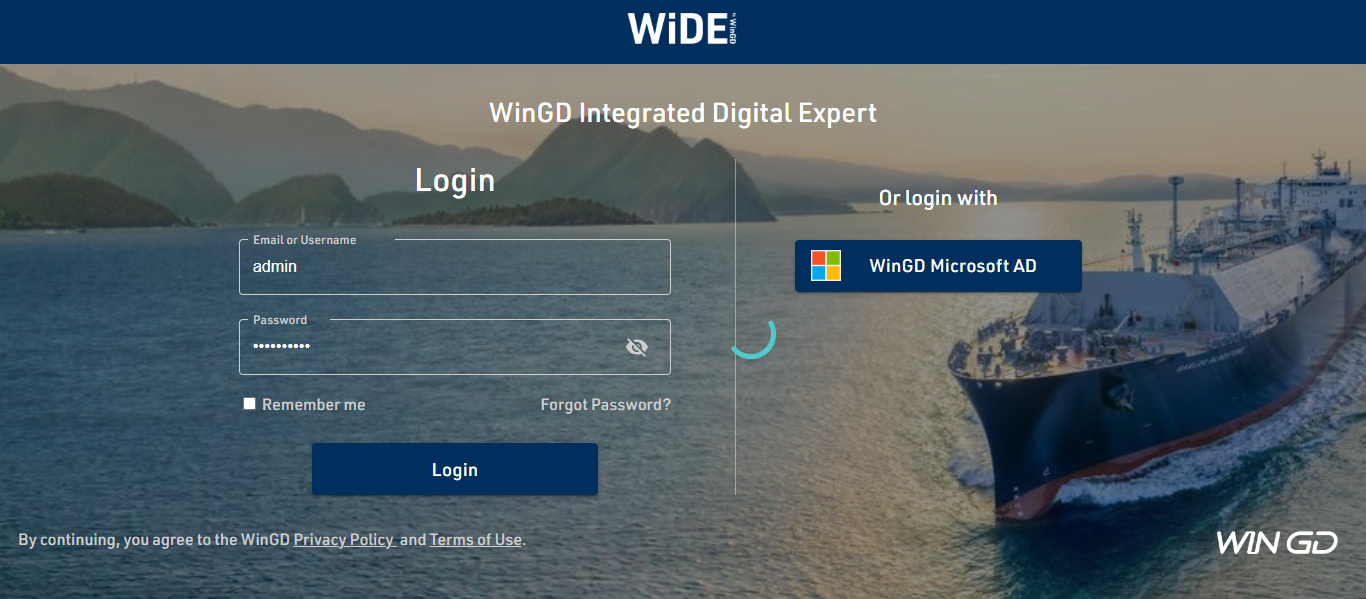 WiDE
by WinGD
WinGD Integrated Digital Expert
Login
Email or Username
admin
Password
••••••••••
Remember me
Forgot Password?
Login
Or login with
WinGD Microsoft AD
By continuing, you agree to the WinGD Privacy Policy and Terms of Use.
WIN GD